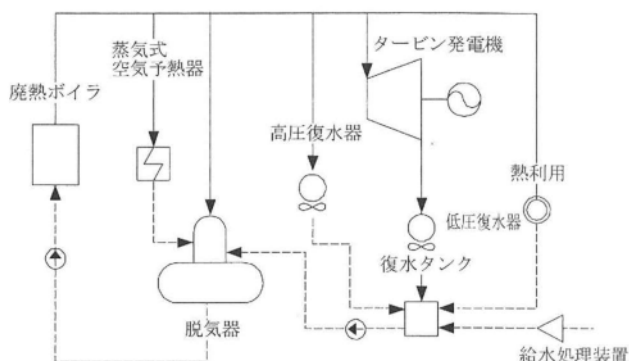 蒸気式
空気予熱器
タービン発電機
廃熱ボイラ
高圧復水器
熱利用
低圧復水器
復水タンク
脱気器
給水処理装置